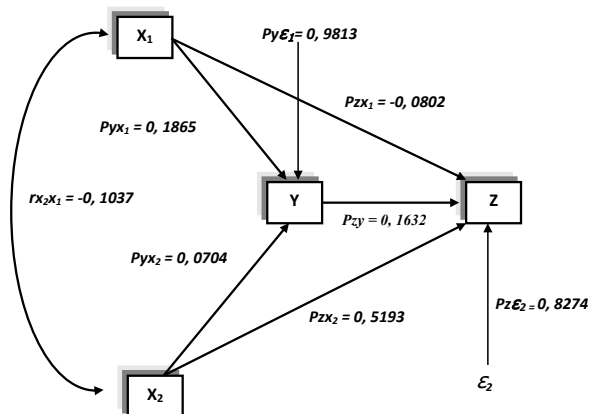 X₁
Pyε₁= 0, 9813
Pzx₁ = -0, 0802
Pyx₁ = 0, 1865
rx₂x₁ = -0, 1037
Y
Z
Pzy = 0, 1632
Pyx₂ = 0, 0704
Pzx₂ = 0, 5193
Pzε₂ = 0, 8274
ε₂
X₂